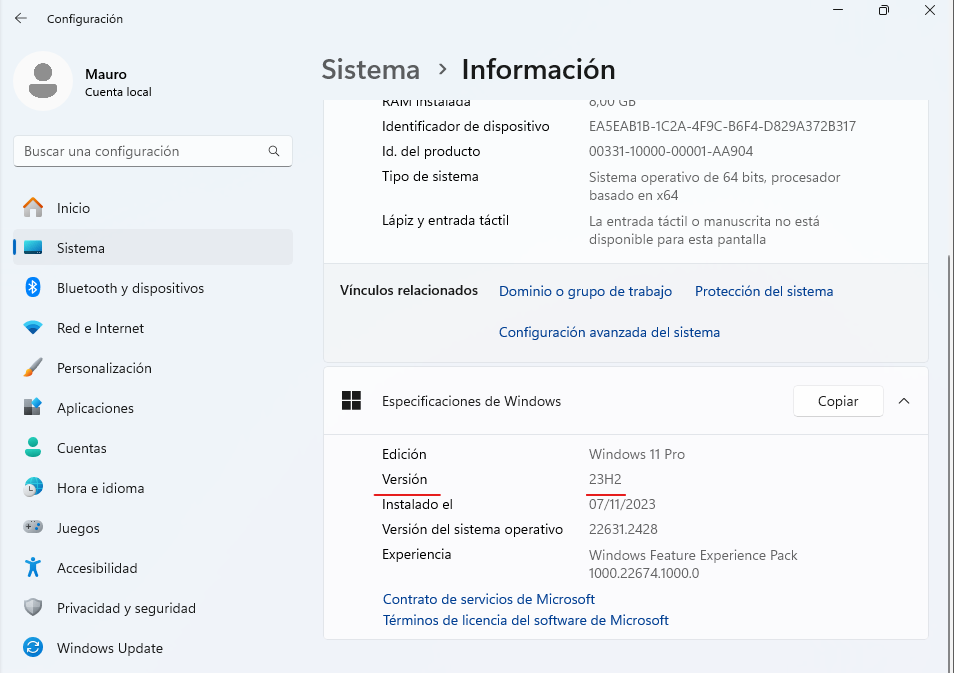 Configuración
Mauro
Cuenta local
Buscar una configuración
Inicio
Sistema
Bluetooth y dispositivos
Red e Internet
Personalización
Aplicaciones
Cuentas
Hora e idioma
Juegos
Accesibilidad
Privacidad y seguridad
Windows Update
Sistema > Información
RAM instalada 8,00 GB
Identificador de dispositivo EA5EAB1B-1C2A-4F9C-B6F4-D829A372B317
Id. del producto 00331-10000-00001-AA904
Tipo de sistema Sistema operativo de 64 bits, procesador
basado en x64
Lápiz y entrada táctil La entrada táctil o manuscrita no está
disponible para esta pantalla
Vínculos relacionados Dominio o grupo de trabajo Protección del sistema
Configuración avanzada del sistema
Especificaciones de Windows Copiar
Edición Windows 11 Pro
Versión 23H2
Instalado el 07/11/2023
Versión del sistema operativo 22631.2428
Experiencia Windows Feature Experience Pack
1000.22674.1000.0
Contrato de servicios de Microsoft
Términos de licencia del software de Microsoft